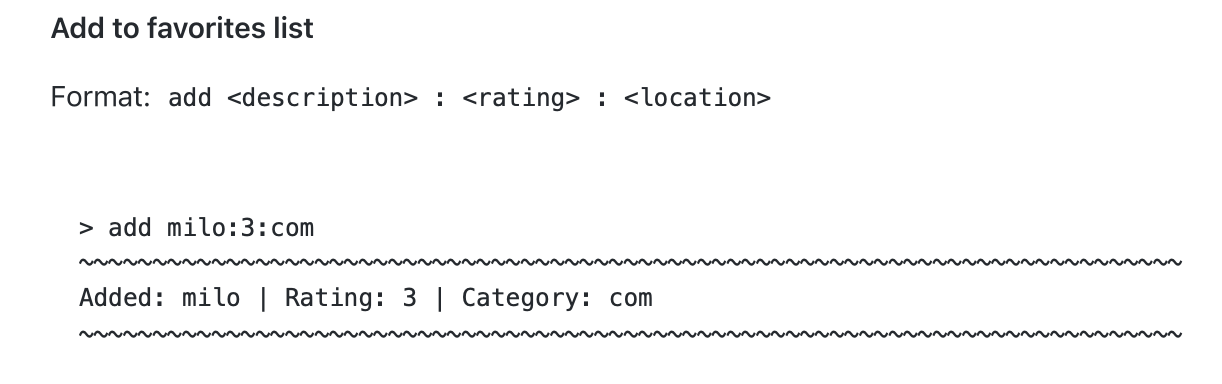 Add to favorites list
Format: add <description> : <rating> : <location>
> add milo:3:com
~~~~~~~~~~~~~~~~~~~~~~~~~~~~~~~~~~~~~~~~~~~~~~~~~~~~~~~~~~~~~~~~~~~~~~~~~~~
Added: milo | Rating: 3 | Category: com
~~~~~~~~~~~~~~~~~~~~~~~~~~~~~~~~~~~~~~~~~~~~~~~~~~~~~~~~~~~~~~~~~~~~~~~~~~~